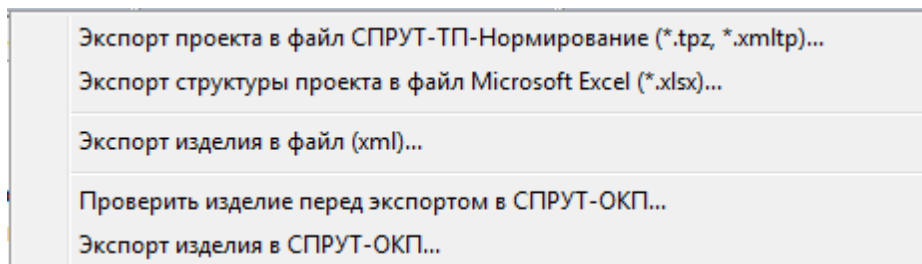 Экспорт проекта в файл СПРУТ-ТП-Нормирование (*.tpz, *.xmltp)...
Экспорт структуры проекта в файл Microsoft Excel (*.xlsx)...
Экспорт изделия в файл (xml)...
Проверить изделие перед экспортом в СПРУТ-ОКП...
Экспорт изделия в СПРУТ-ОКП...